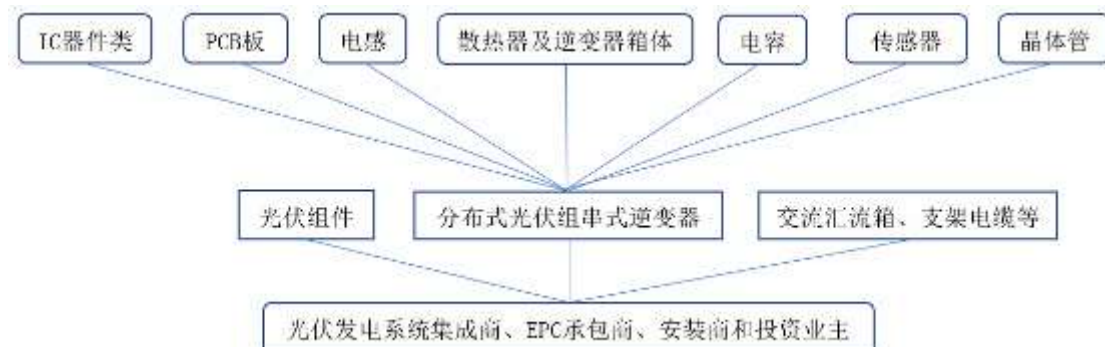 IC器件类
PCB板
电感
散热器及逆变器箱体
电容
传感器
晶体管
光伏组件
分布式光伏组串式逆变器
交流汇流箱、支架电缆等
光伏发电系统集成商、EPC承包商、安装商和投资业主